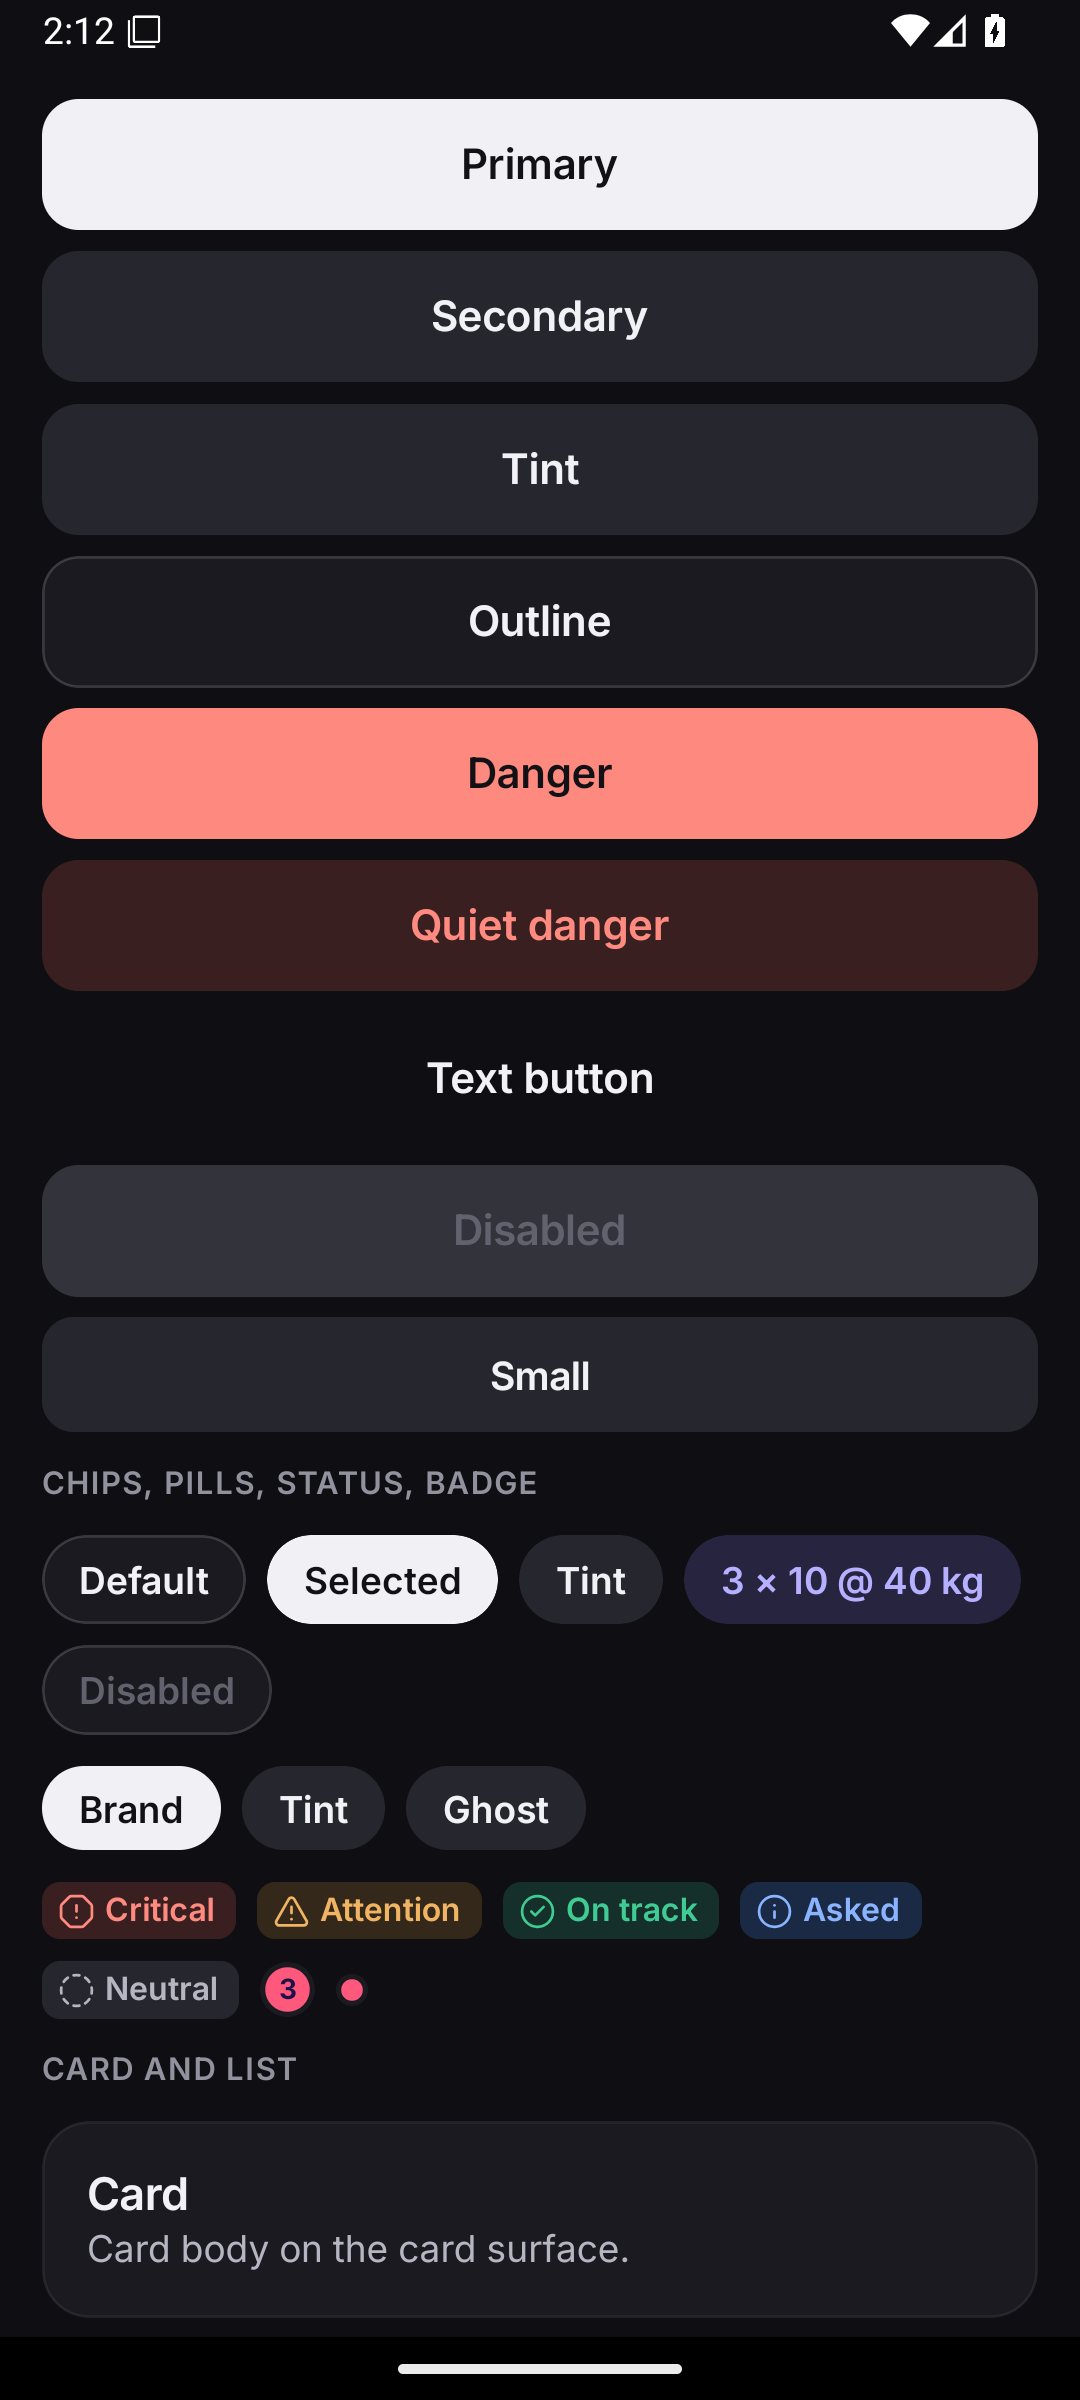 2:12
Primary
Secondary
Tint
Outline
Danger
Quiet danger
Text button
Disabled
Small
CHIPS, PILLS, STATUS, BADGE
Default Selected Tint 3 × 10 @ 40 kg
Disabled
Brand Tint Ghost
Critical Attention On track Asked
Neutral 3
CARD AND LIST
Card
Card body on the card surface.